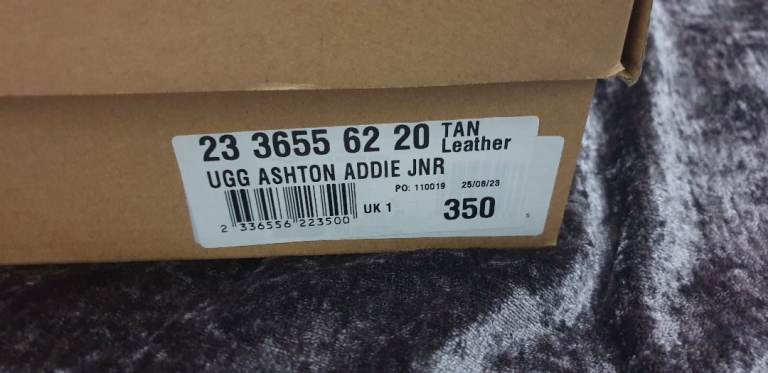 23 3655 62 20 TAN Leather
UGG ASHTON ADDIE JNR
PO: 110019 25/08/23
UK 1 350
2 336556 223500